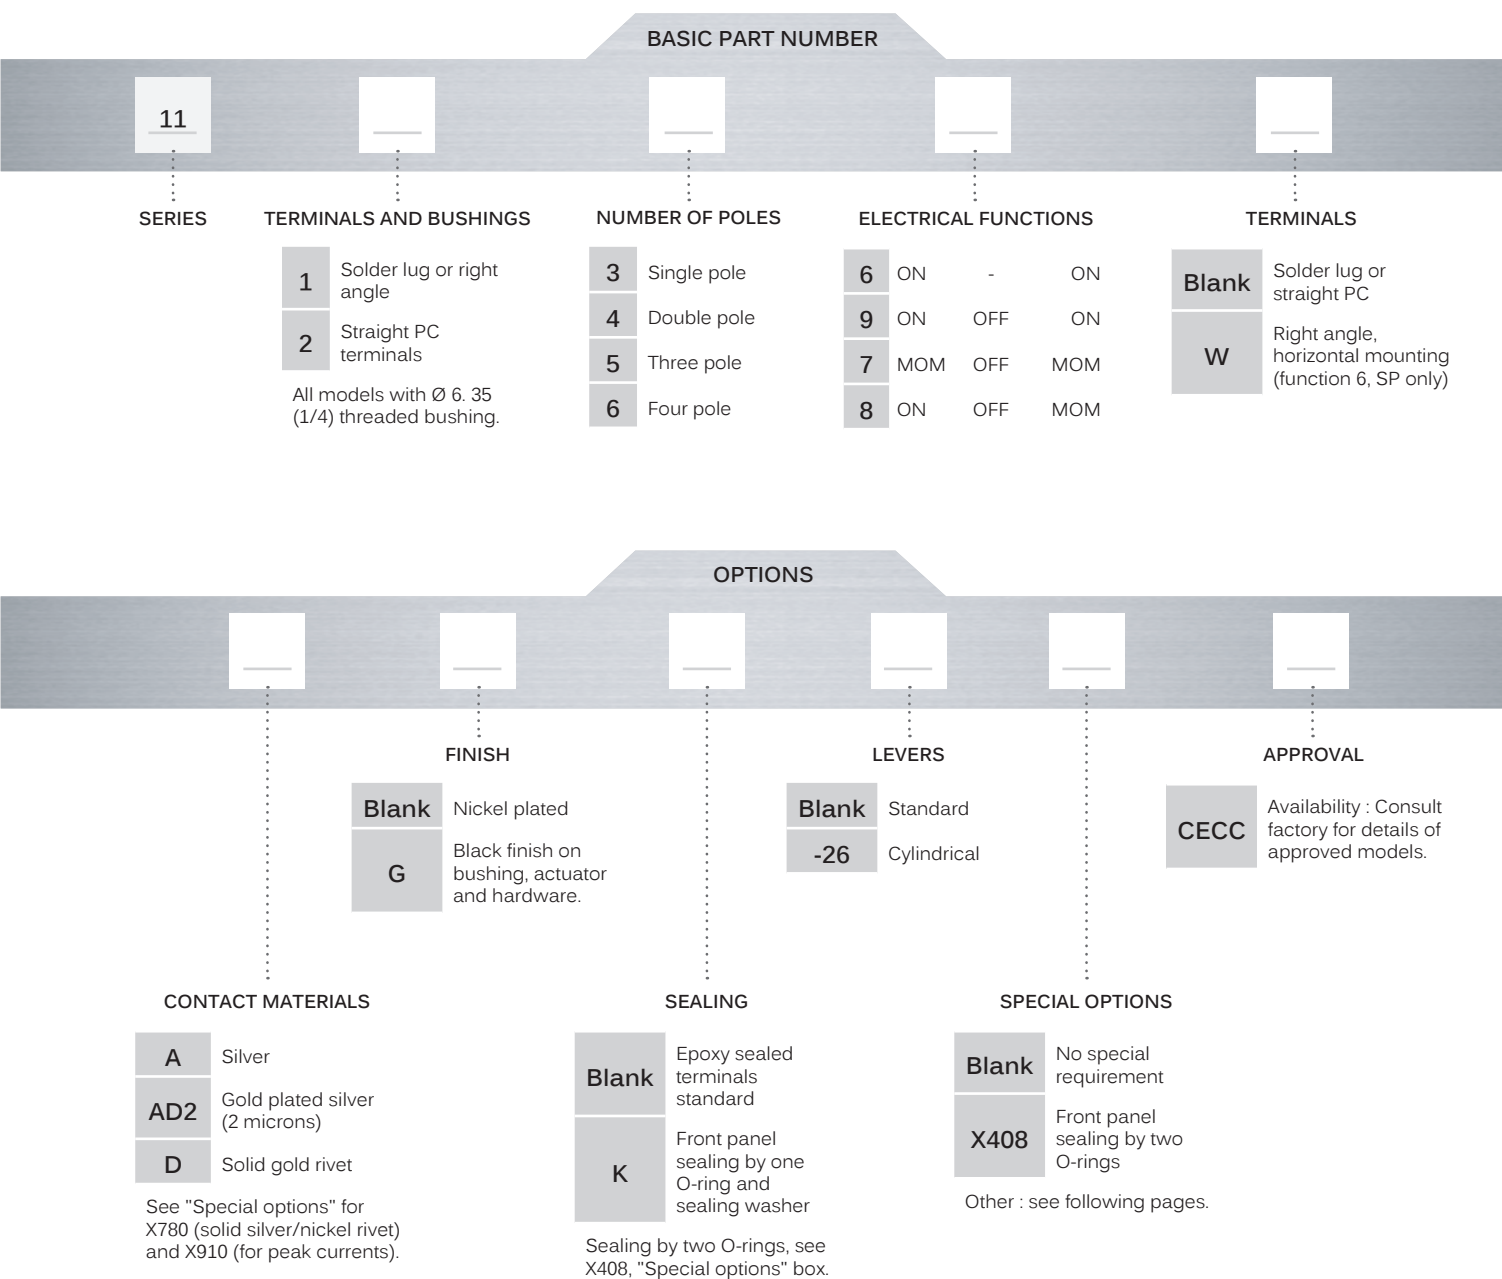 BASIC PART NUMBER
11
SERIES
TERMINALS AND BUSHINGS
1 Solder lug or right
angle
2 Straight PC
terminals
All models with Ø 6. 35
(1/4) threaded bushing.
NUMBER OF POLES
3 Single pole
4 Double pole
5 Three pole
6 Four pole
ELECTRICAL FUNCTIONS
6 ON - ON
9 ON OFF ON
7 MOM OFF MOM
8 ON OFF MOM
TERMINALS
Blank Solder lug or
straight PC
W Right angle,
horizontal mounting
(function 6, SP only)
OPTIONS
FINISH
Blank Nickel plated
G Black finish on
bushing, actuator
and hardware.
LEVERS
Blank Standard
-26 Cylindrical
APPROVAL
CECC Availability : Consult
factory for details of
approved models.
CONTACT MATERIALS
A Silver
AD2 Gold plated silver
(2 microns)
D Solid gold rivet
See "Special options" for
X780 (solid silver/nickel rivet)
and X910 (for peak currents).
SEALING
Blank Epoxy sealed
terminals
standard
K Front panel
sealing by one
O-ring and
sealing washer
Sealing by two O-rings, see
X408, "Special options" box.
SPECIAL OPTIONS
Blank No special
requirement
X408 Front panel
sealing by two
O-rings
Other : see following pages.